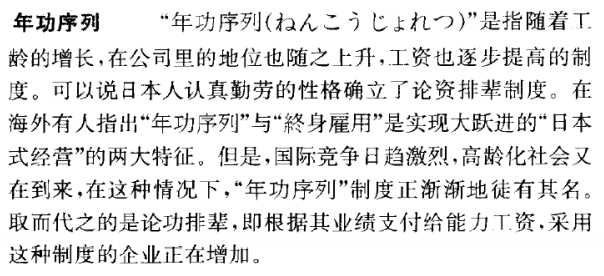 年功序列　“年功序列(ねんこうじょれつ)”是指随着工
龄的增长,在公司里的地位也随之上升,工资也逐步提高的制
度。可以说日本人认真勤劳的性格确立了论资排辈制度。在
海外有人指出“年功序列”与“終身雇用”是实现大跃进的“日本
式经营”的两大特征。但是,国际竞争日趋激烈,高龄化社会又
在到来,在这种情况下,“年功序列”制度正渐渐地徒有其名。
取而代之的是论功排辈,即根据其业绩支付给能力工资,采用
这种制度的企业正在增加。